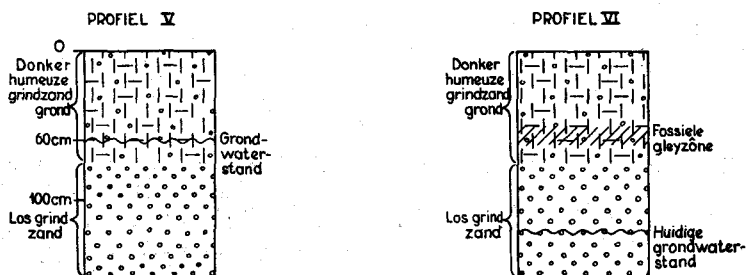 PROFIEL V
0
Donker
humeuze
grindzand
grond
60cm
Grond-
water-
stand
100cm
Los grind
zand
PROFIEL VI
Donker
humeuze
grindzand
grond
Fossiele
gleyzône
Los grind
zand
Huidige
grondwater-
stand